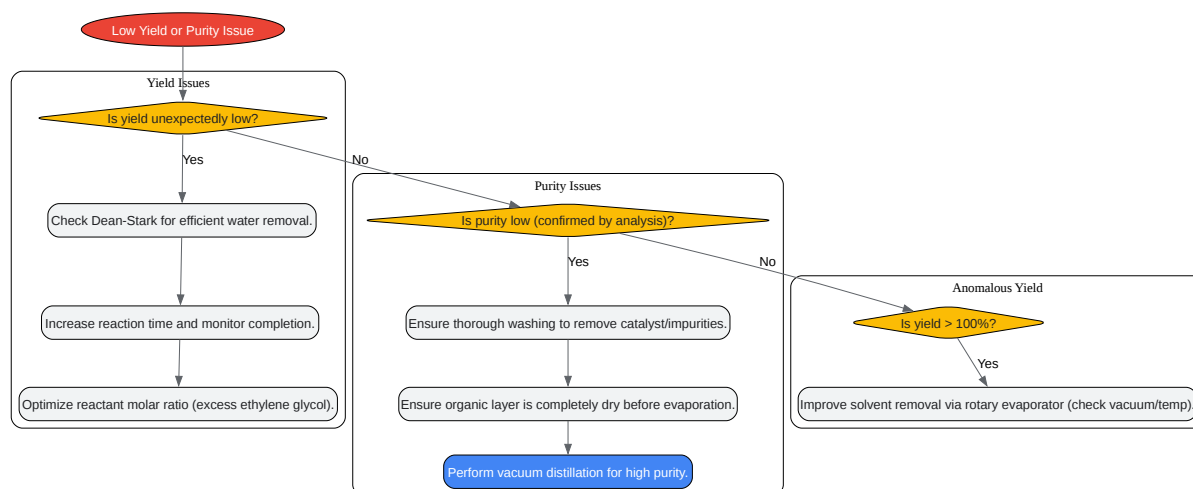 Low Yield or Purity Issue
Yield Issues
Is yield unexpectedly low?
Yes
No
Check Dean-Stark for efficient water removal.
Increase reaction time and monitor completion.
Optimize reactant molar ratio (excess ethylene glycol).
Purity Issues
Is purity low (confirmed by analysis)?
Yes
No
Ensure thorough washing to remove catalyst/impurities.
Ensure organic layer is completely dry before evaporation.
Perform vacuum distillation for high purity.
Anomalous Yield
Is yield > 100%?
Yes
Improve solvent removal via rotary evaporator (check vacuum/temp).